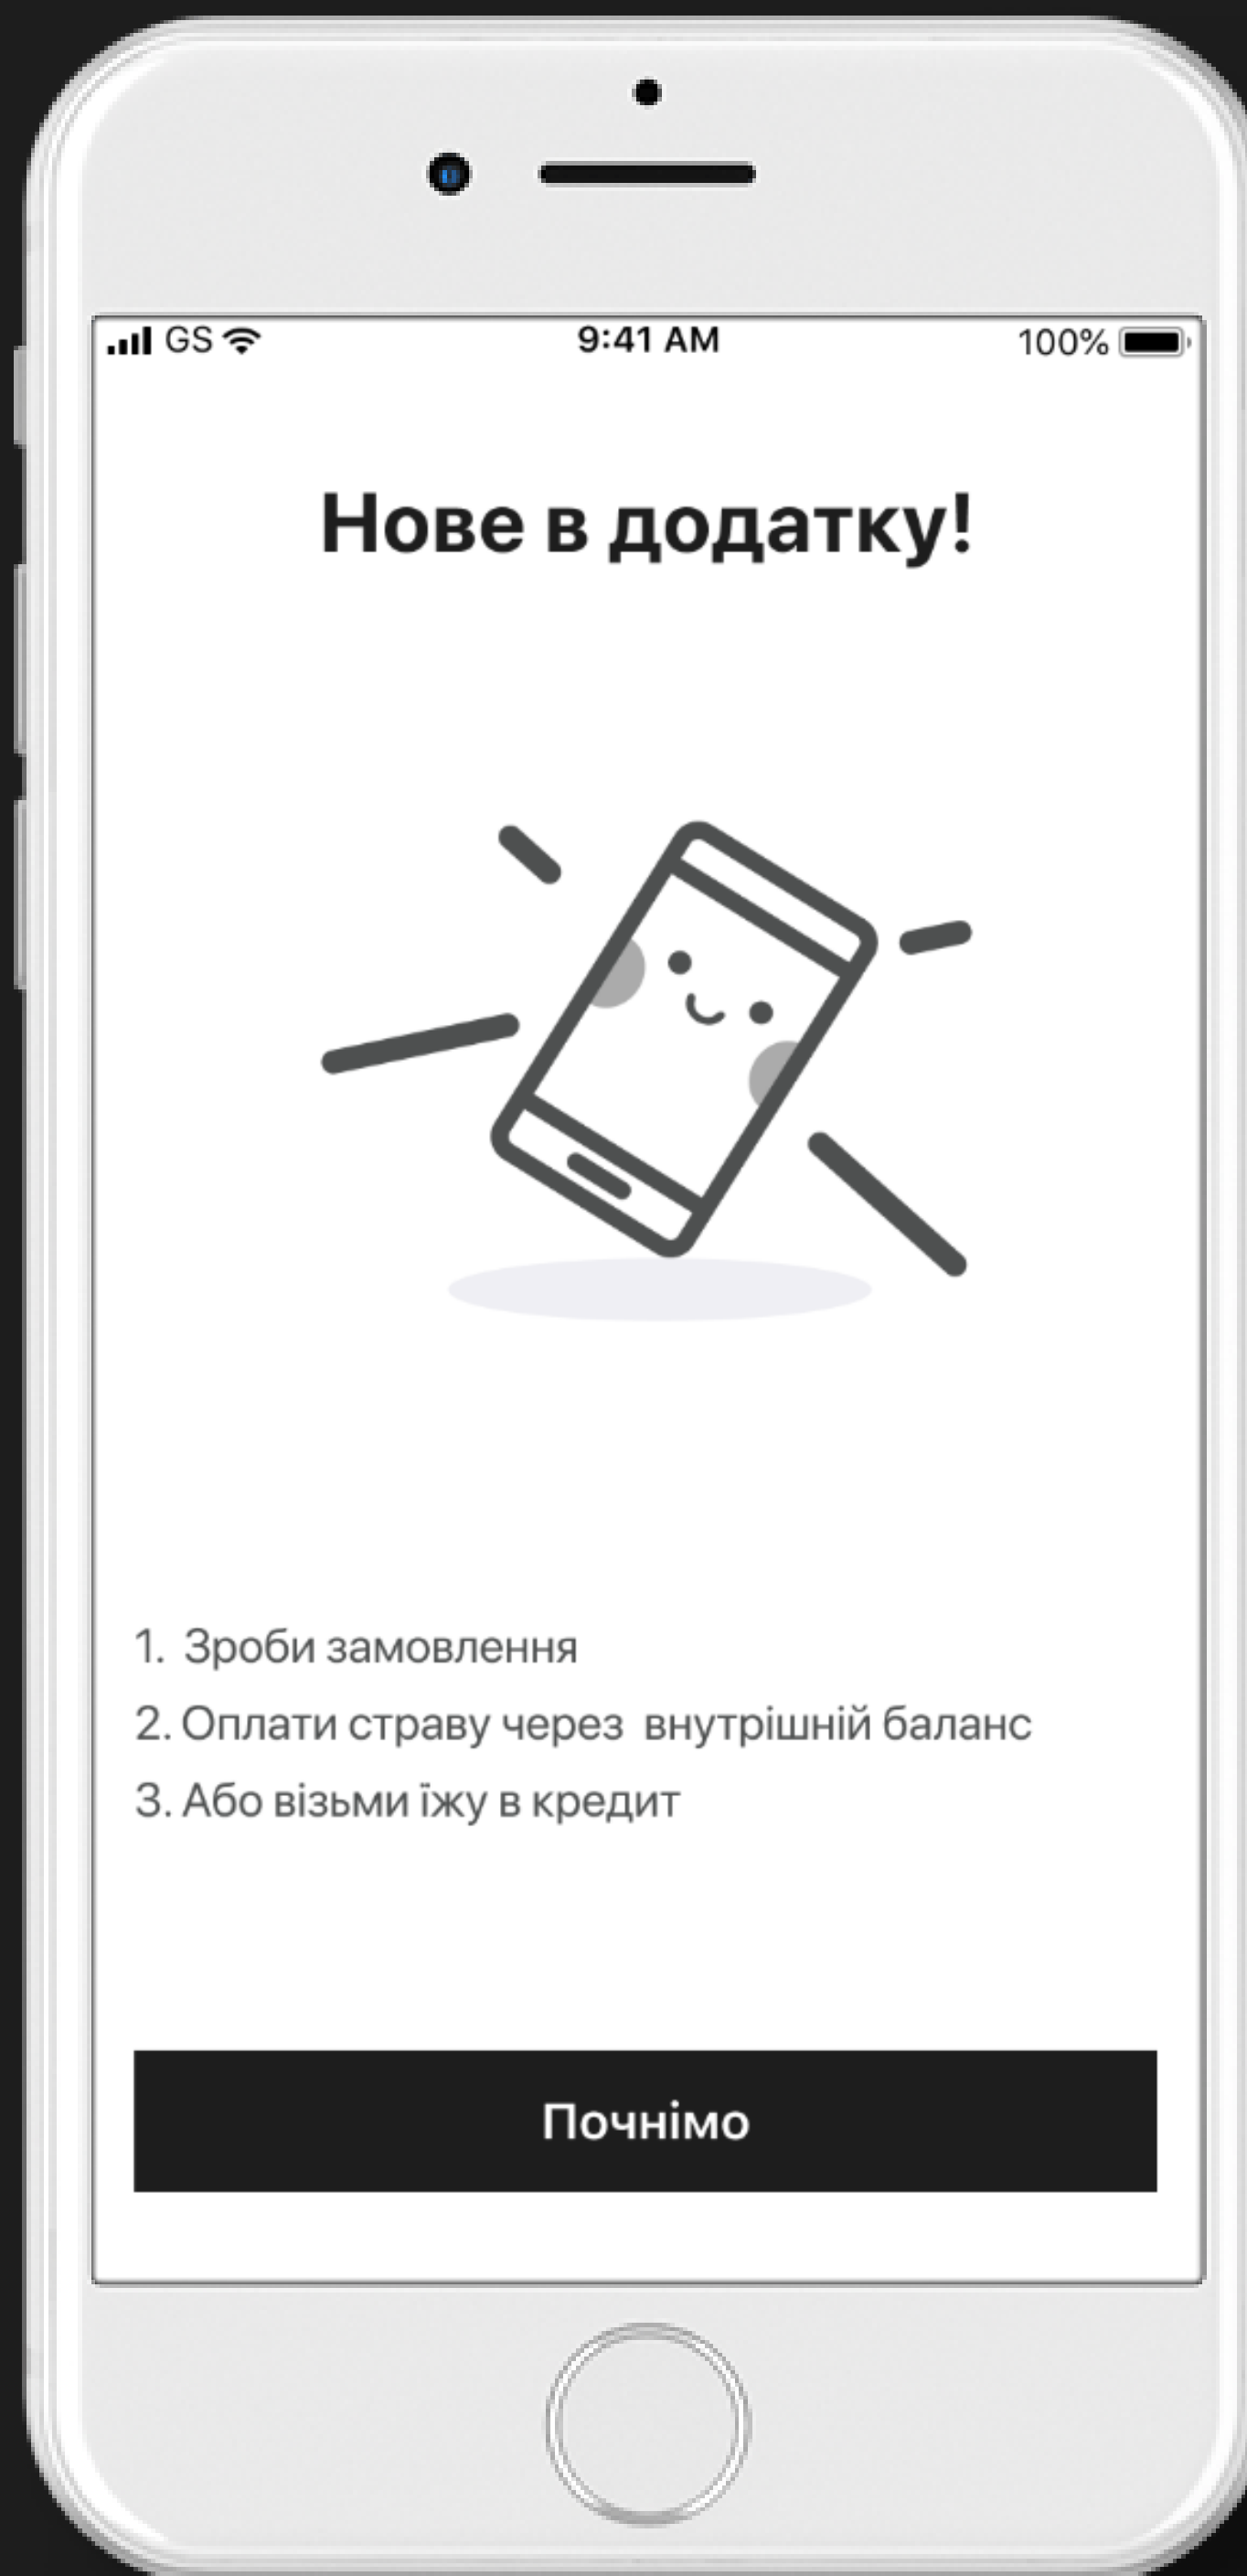 GS 9:41 AM 100%
Нове в додатку!
1. Зроби замовлення
2. Оплати страву через внутрішній баланс
3. Або візьми їжу в кредит
Почнімо